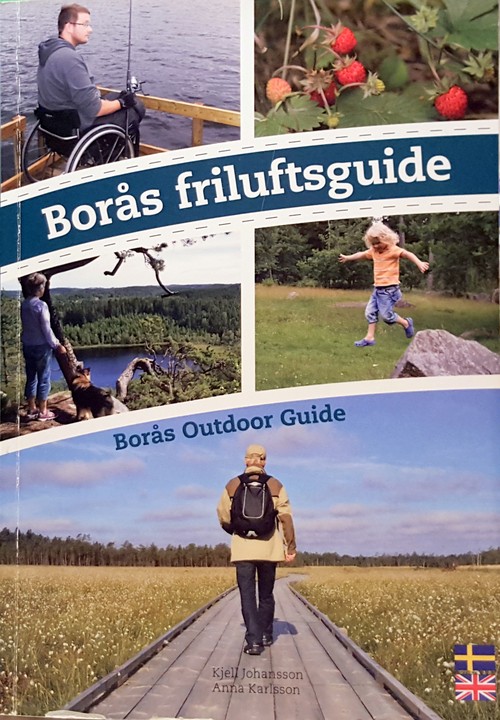 Borås friluftsguide
Borås Outdoor Guide
Kjell Johansson
Anna Karlsson